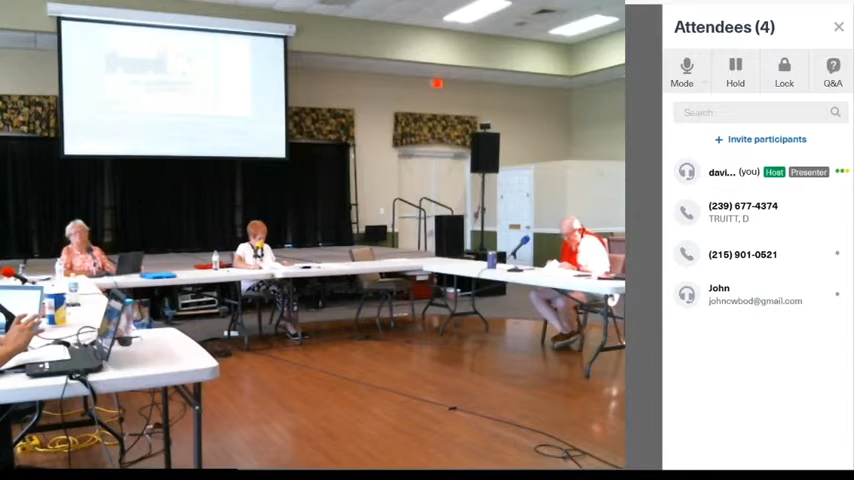 Attendees (4)
Mode
Hold
Lock
Q&A
Search
+ Invite participants
davi... (you) Host Presenter
(239) 677-4374
TRUITT, D
(215) 901-0521
John
johncwbod@gmail.com